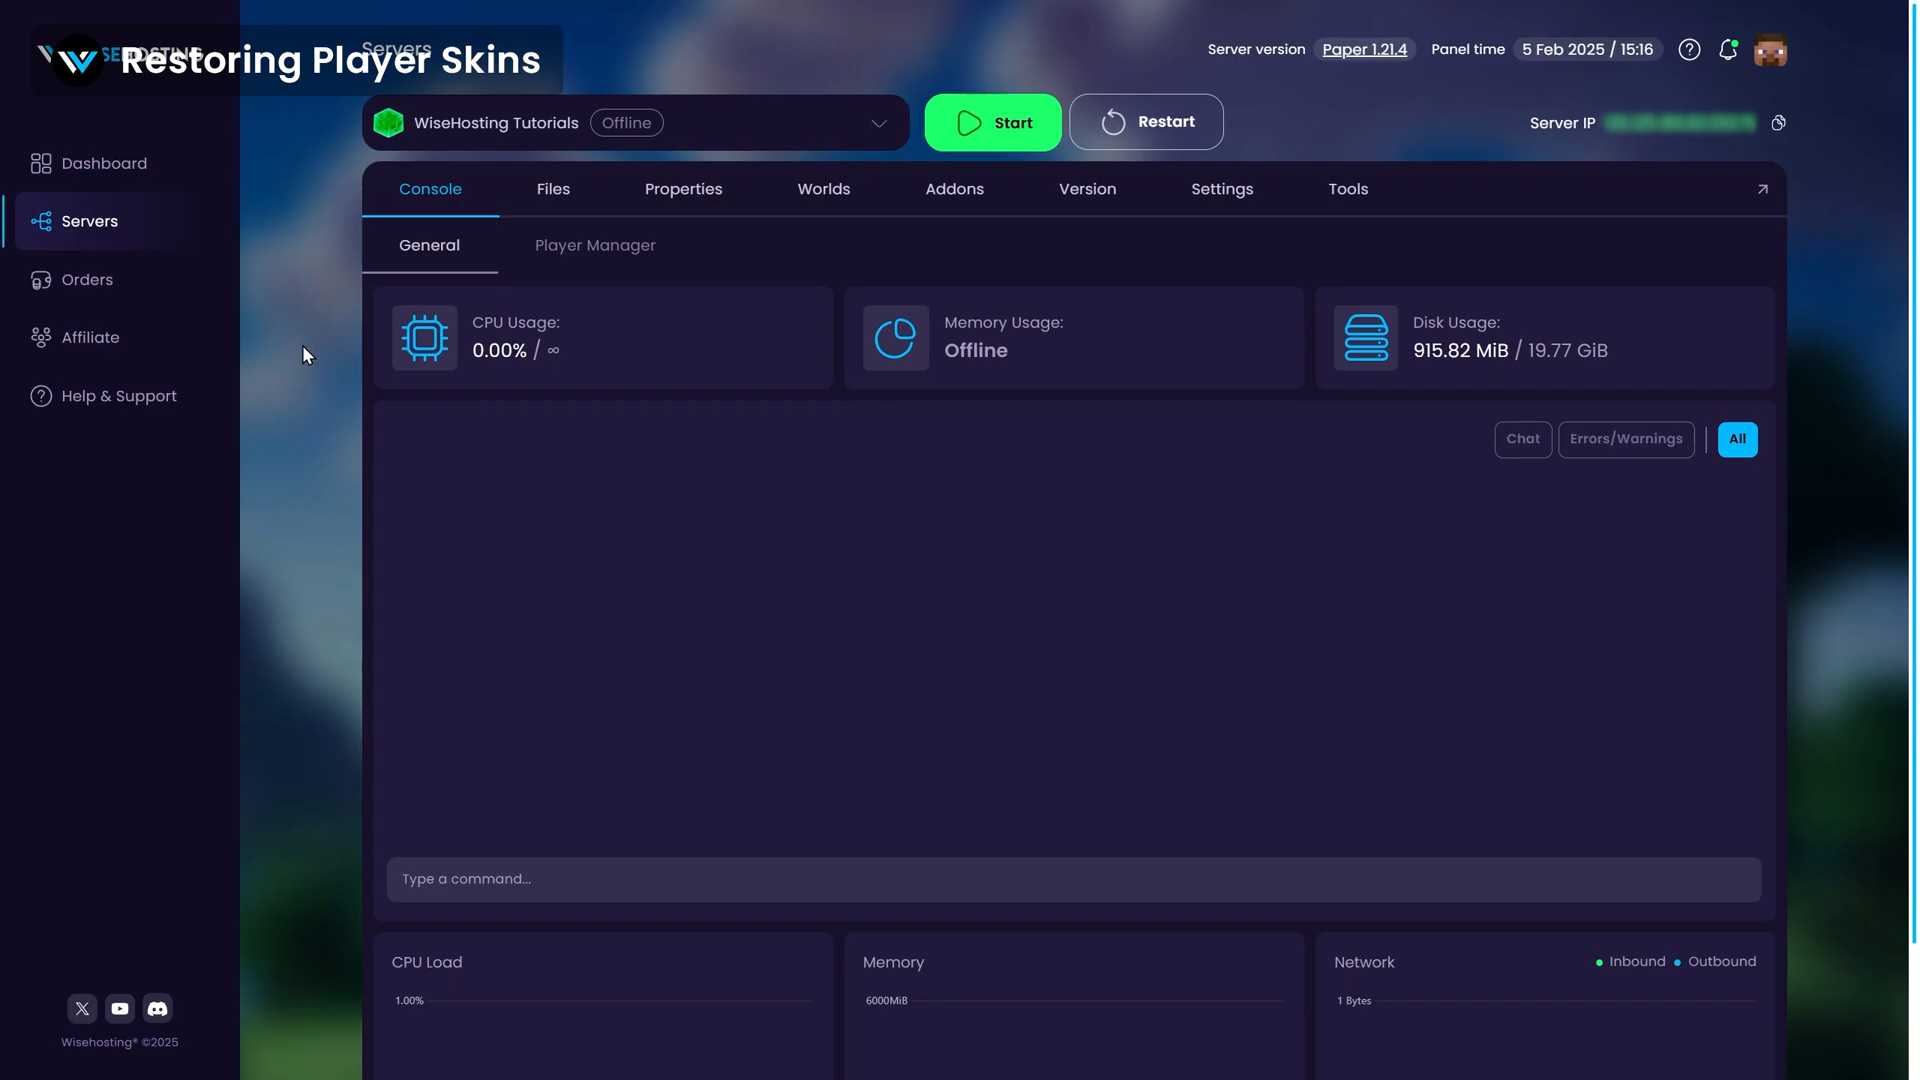 Restoring Player Skins
Servers
Server version Paper 1.21.4 Panel time 5 Feb 2025 / 15:16
WiseHosting Tutorials Offline Start Restart Server IP
Dashboard
Servers
Orders
Affiliate
Help & Support
Console Files Properties Worlds Addons Version Settings Tools
General Player Manager
CPU Usage:
0.00% / ∞
Memory Usage:
Offline
Disk Usage:
915.82 MiB / 19.77 GiB
Chat Errors/Warnings All
Type a command...
CPU Load
1.00%
Memory
6000MiB
Network Inbound Outbound
1 Bytes
Wisehosting® ©2025